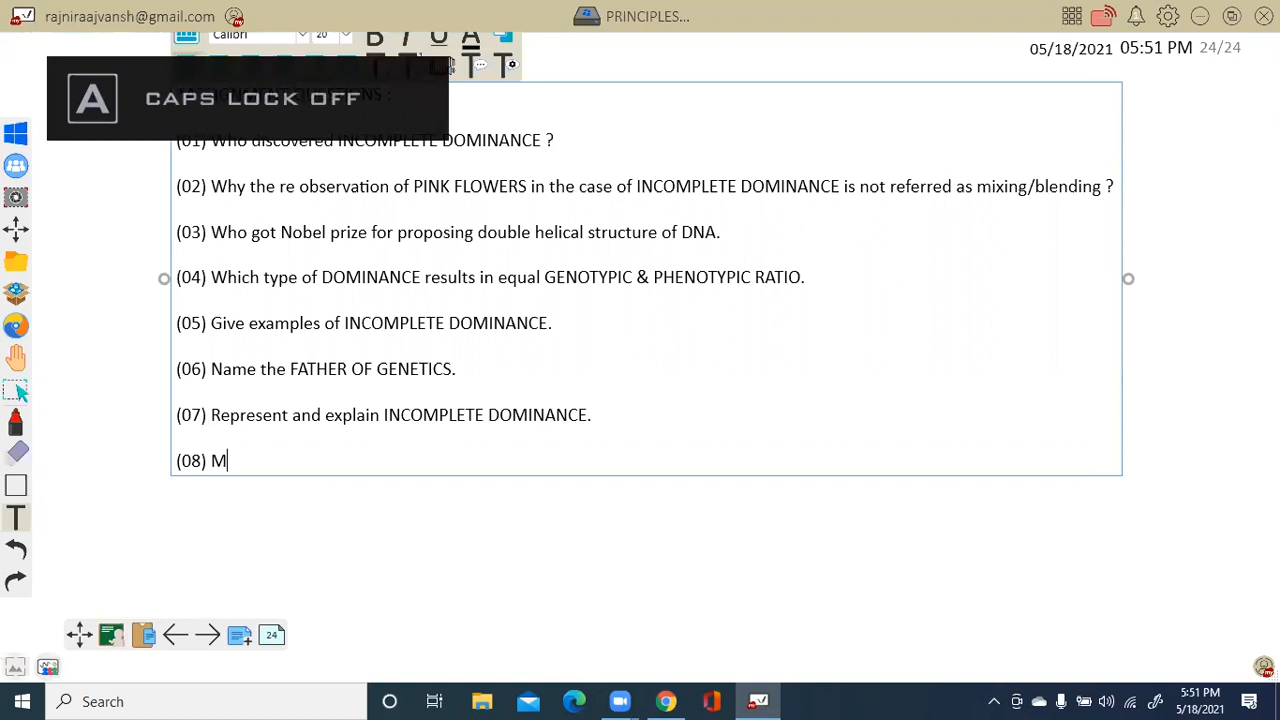 rajniraajvansh@gmail.com
PRINCIPLES...
Calibri 20 B I U A
05/18/2021 05:51 PM 24/24
T T T T
A CAPS LOCK OFF
(01) Who discovered INCOMPLETE DOMINANCE ?
(02) Why the re observation of PINK FLOWERS in the case of INCOMPLETE DOMINANCE is not referred as mixing/blending ?
(03) Who got Nobel prize for proposing double helical structure of DNA.
(04) Which type of DOMINANCE results in equal GENOTYPIC & PHENOTYPIC RATIO.
(05) Give examples of INCOMPLETE DOMINANCE.
(06) Name the FATHER OF GENETICS.
(07) Represent and explain INCOMPLETE DOMINANCE.
(08) M
T
24
Search
5:51 PM
5/18/2021